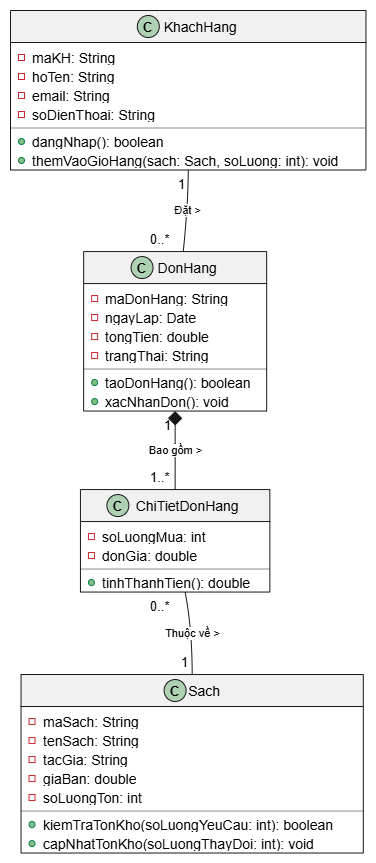 C KhachHang
maKH: String
hoTen: String
email: String
soDienThoai: String
dangNhap(): boolean
themVaoGioHang(sach: Sach, soLuong: int): void
1
Đặt >
0..*
C DonHang
maDonHang: String
ngayLap: Date
tongTien: double
trangThai: String
taoDonHang(): boolean
xacNhanDon(): void
1
Bao gồm >
1..*
C ChiTietDonHang
soLuongMua: int
donGia: double
tinhThanhTien(): double
0..*
Thuộc về >
1
C Sach
maSach: String
tenSach: String
tacGia: String
giaBan: double
soLuongTon: int
kiemTraTonKho(soLuongYeuCau: int): boolean
capNhatTonKho(soLuongThayDoi: int): void